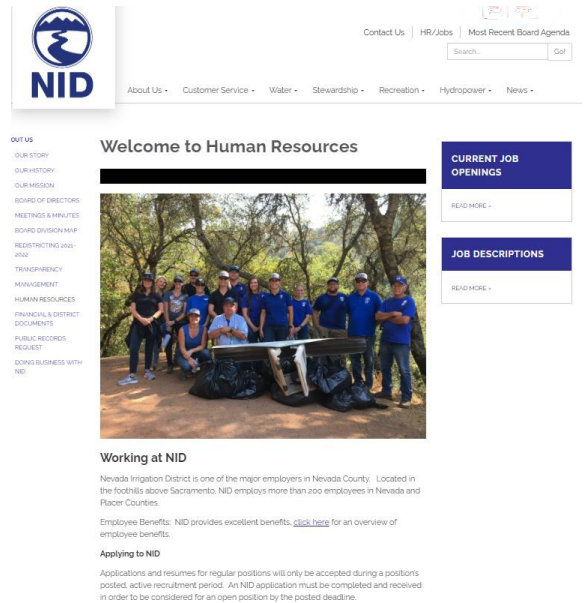 Contact Us
HR/Jobs
Most Recent Board Agenda
Search...
Go!
NID
About Us
Customer Service
Water
Stewardship
Recreation
Hydropower
News
OUT US
OUR STORY
OUR HISTORY
OUR MISSION
BOARD OF DIRECTORS
MEETINGS & MINUTES
BOARD DIVISION MAP
REDISTRICTING 2021-
2022
TRANSPARENCY
MANAGEMENT
HUMAN RESOURCES
FINANCIAL & DISTRICT
DOCUMENTS
PUBLIC RECORDS
REQUEST
DOING BUSINESS WITH
NID
Welcome to Human Resources
Working at NID
Nevada Irrigation District is one of the major employers in Nevada County. Located in
the foothills above Sacramento, NID employs more than 200 employees in Nevada and
Placer Counties.
Employee Benefits: NID provides excellent benefits, click here for an overview of
employee benefits.
Applying to NID
Applications and resumes for regular positions will only be accepted during a position's
posted, active recruitment period. An NID application must be completed and received
in order to be considered for an open position by the posted deadline.
CURRENT JOB
OPENINGS
READ MORE »
JOB DESCRIPTIONS
READ MORE »